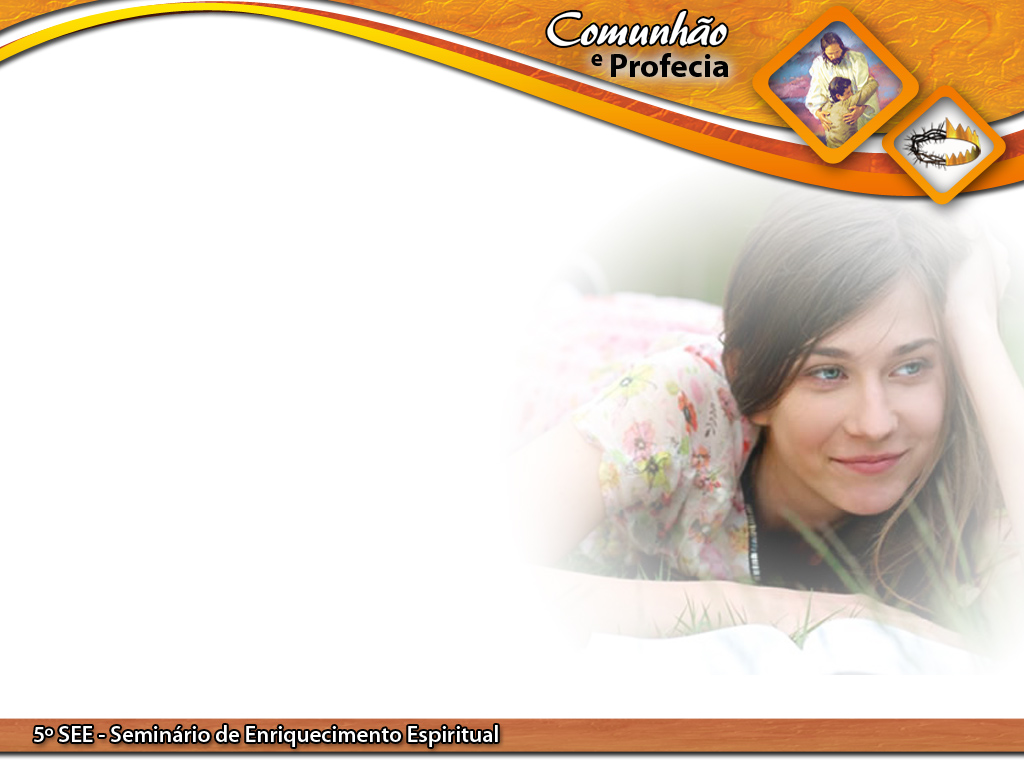 Comunhão
e Profecia
5º SEE - Seminário de Enriquecimento Espiritual